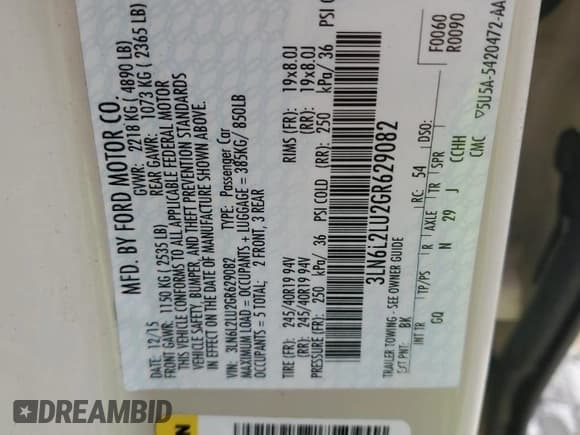 MFD. BY FORD MOTOR CO.
DATE: 12/15
GVWR: 2218 KG ( 4890 LB)
FRONT GAWR: 1150 KG ( 2535 LB)
REAR GAWR: 1073 KG ( 2365 LB)
THIS VEHICLE CONFORMS TO ALL APPLICABLE FEDERAL MOTOR
VEHICLE SAFETY, BUMPER, AND THEFT PREVENTION STANDARDS
IN EFFECT ON THE DATE OF MANUFACTURE SHOWN ABOVE.
VIN: 3LN6L2LU2GR629082 TYPE: Passenger Car
MAXIMUM LOAD = OCCUPANTS + LUGGAGE = 385KG/ 850LB
OCCUPANTS = 5 TOTAL; 2 FRONT, 3 REAR
TIRE (FR): 245/40R19 94V RIMS (FR): 19x8.0J
(RR): 245/40R19 94V (RR): 19x8.0J
PRESSURE (FR): 250 kPa/ 36 PSI COLD (RR): 250 kPa/ 36 PSI C
3LN6L2LU2GR629082
F0060
R0090
TRAILER TOWING - SEE OWNER GUIDE
EXT PNT: BK RC: 54 DSO:
INT TR TP/PS R AXLE TR SPR
GQ N 29 J CCHH
CMC ▽5U5A-5420472-AA
N
DREAMBID